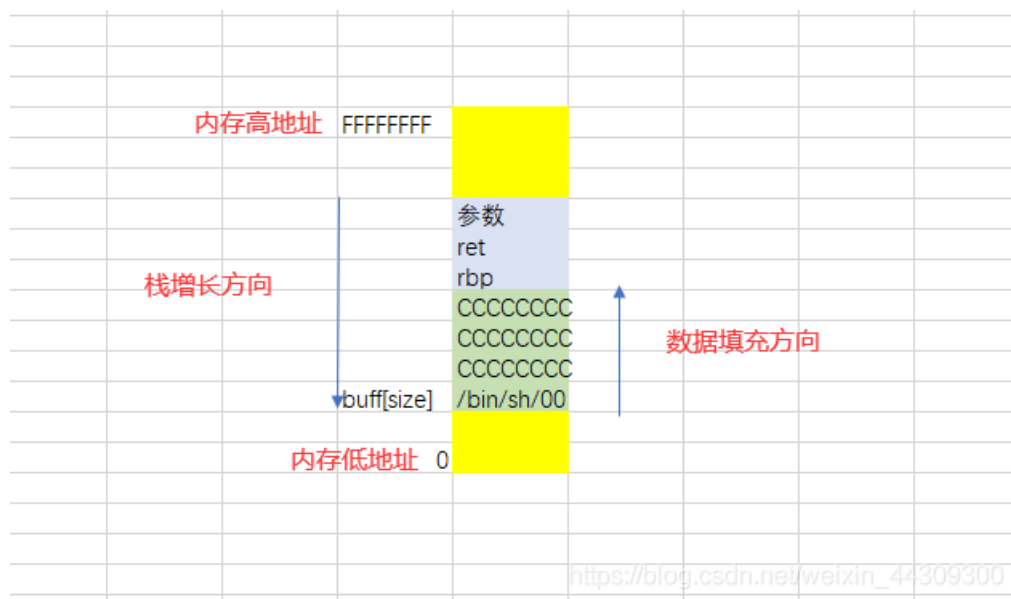 内存高地址 FFFFFFFF
参数
ret
rbp
栈增长方向
CCCCCCCC
CCCCCCCC
数据填充方向
CCCCCCCC
buff[size] /bin/sh/00
内存低地址 0
https://blog.csdn.net/weixin_44309300